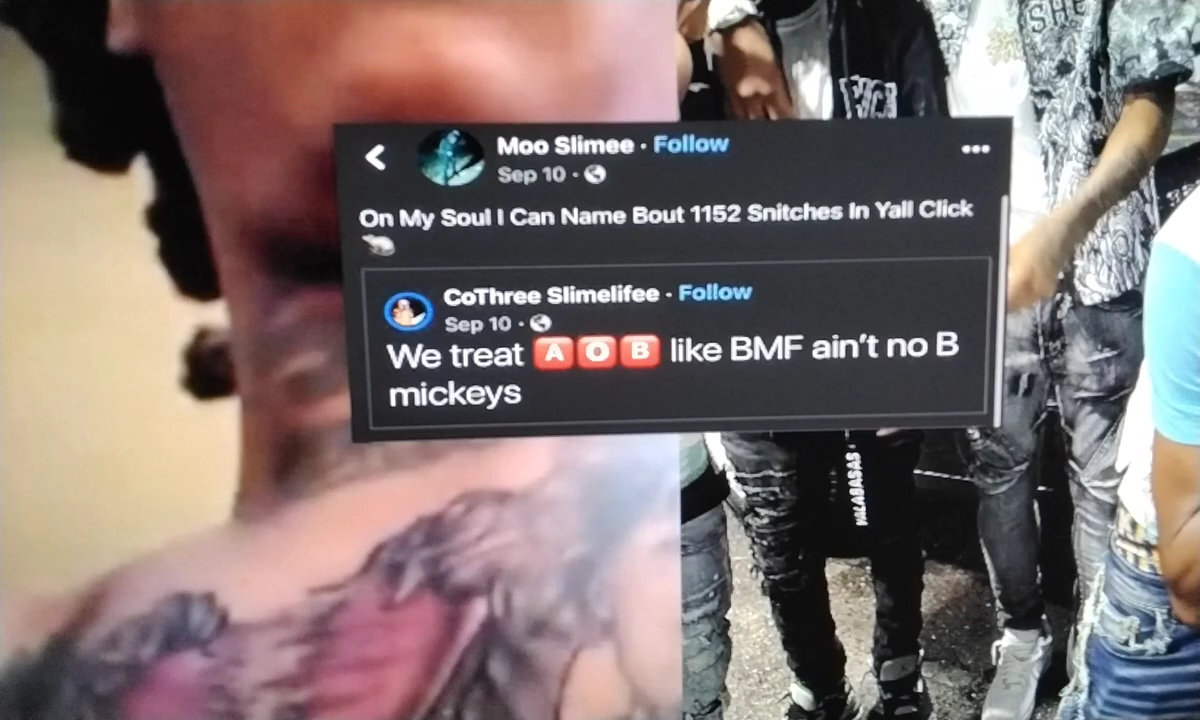 SHE
Moo Slimee · Follow
Sep 10 ·
On My Soul I Can Name Bout 1152 Snitches In Yall Click
🐀
CoThree Slimelifee · Follow
Sep 10 ·
We treat 🅰️🅾️🅱️ like BMF ain't no B
mickeys
CALABASAS